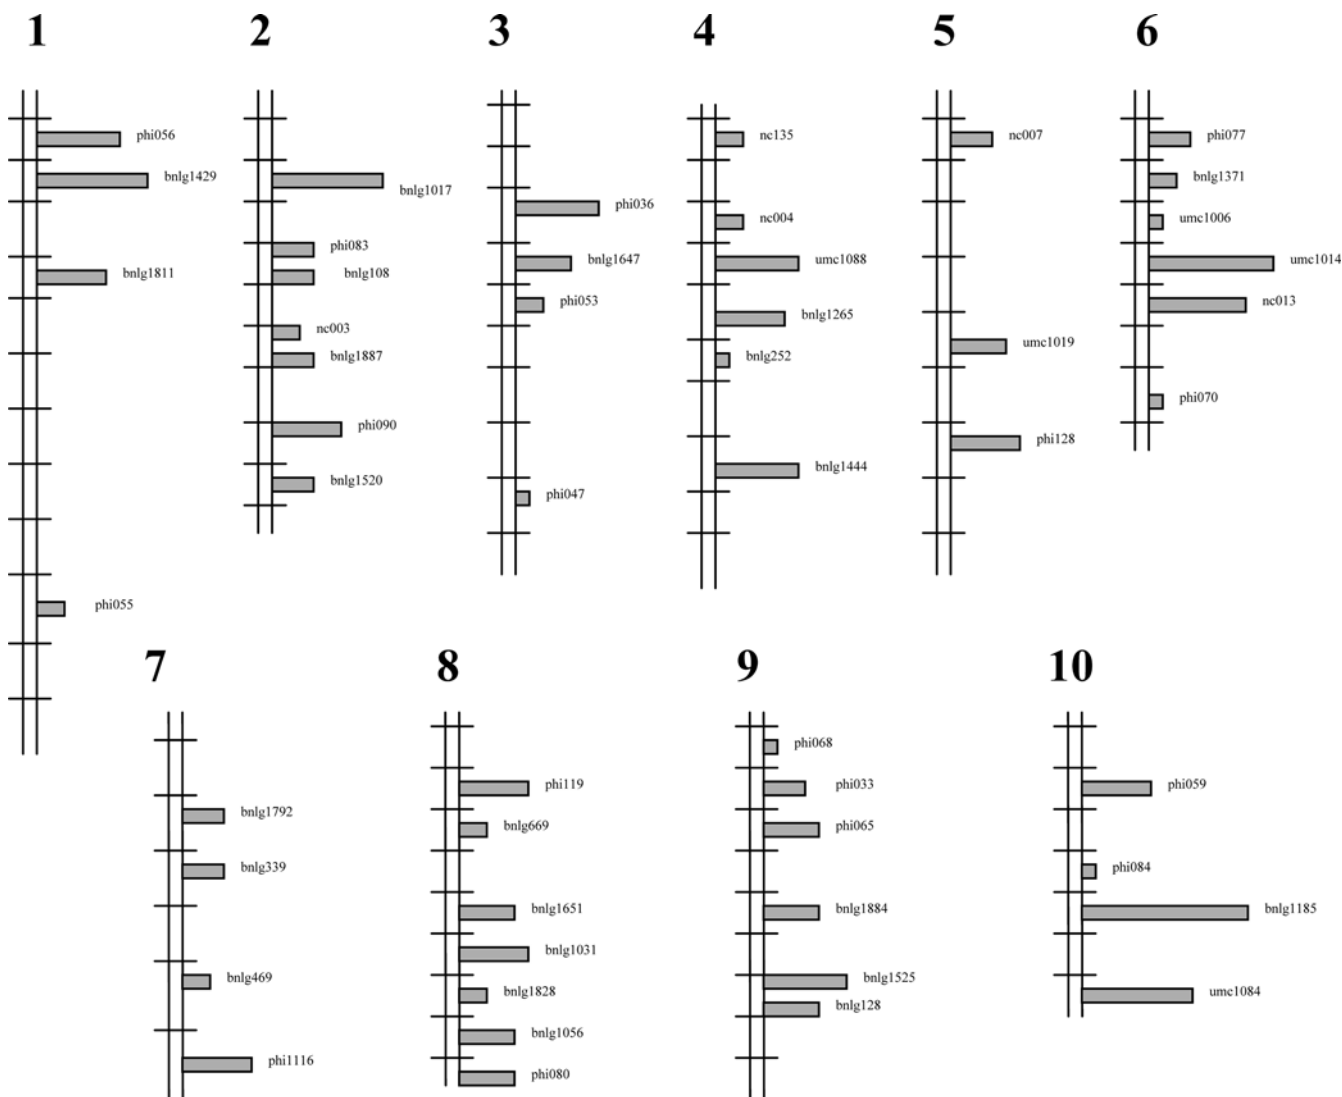 1
2
3
4
5
6
phi056
bnlg1429
bnlg1811
phi055
bnlg1017
phi083
bnlg108
nc003
bnlg1887
phi090
bnlg1520
phi036
bnlg1647
phi053
phi047
nc135
nc004
umc1088
bnlg1265
bnlg252
bnlg1444
nc007
umc1019
phi128
phi077
bnlg1371
umc1006
umc1014
nc013
phi070
7
8
9
10
bnlg1792
bnlg339
bnlg469
phi1116
phi119
bnlg669
bnlg1651
bnlg1031
bnlg1828
bnlg1056
phi080
phi068
phi033
phi065
bnlg1884
bnlg1525
bnlg128
phi059
phi084
bnlg1185
umc1084